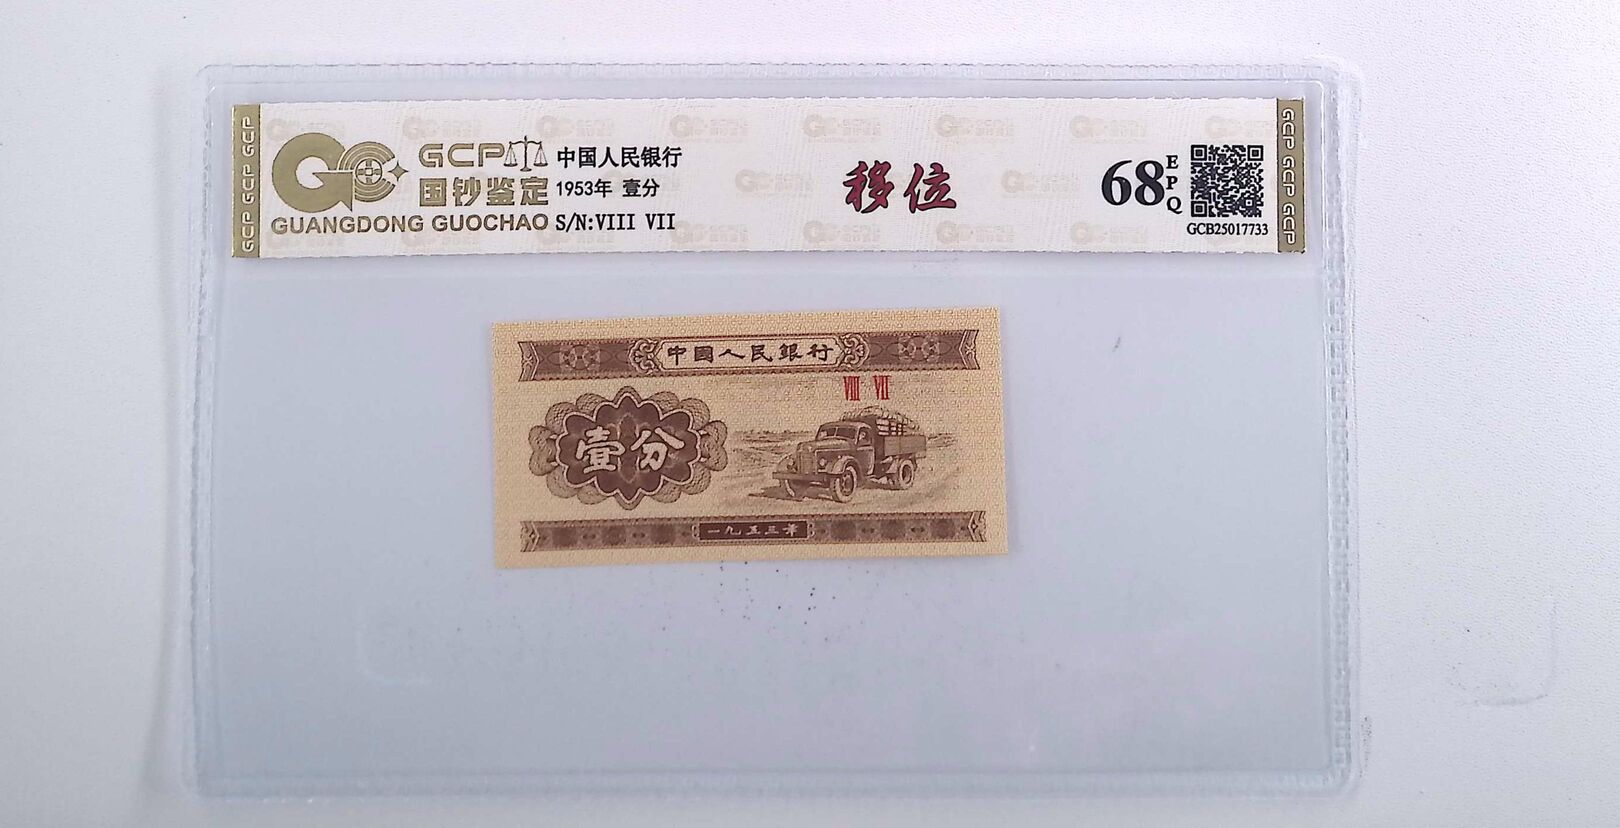 GCP
国钞鉴定
GUANGDONG GUOCHAO
中国人民银行
1953年 壹分
S/N:VIII VII
移位
68 EPQ
GCB25017733
GCP GCP GCP
GCP GCP GCP
中国人民銀行
VIII VII
壹分
一九五三年